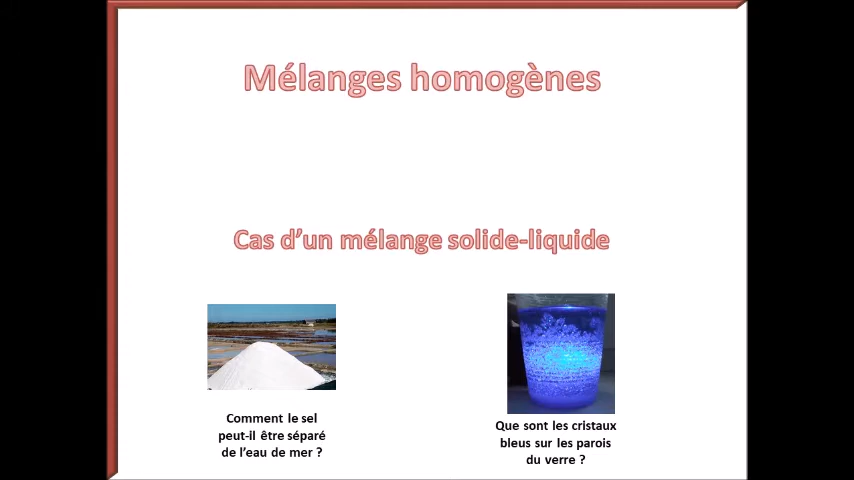 Mélanges homogènes
Cas d’un mélange solide-liquide
Comment le sel
peut-il être séparé
de l’eau de mer ?
Que sont les cristaux
bleus sur les parois
du verre ?